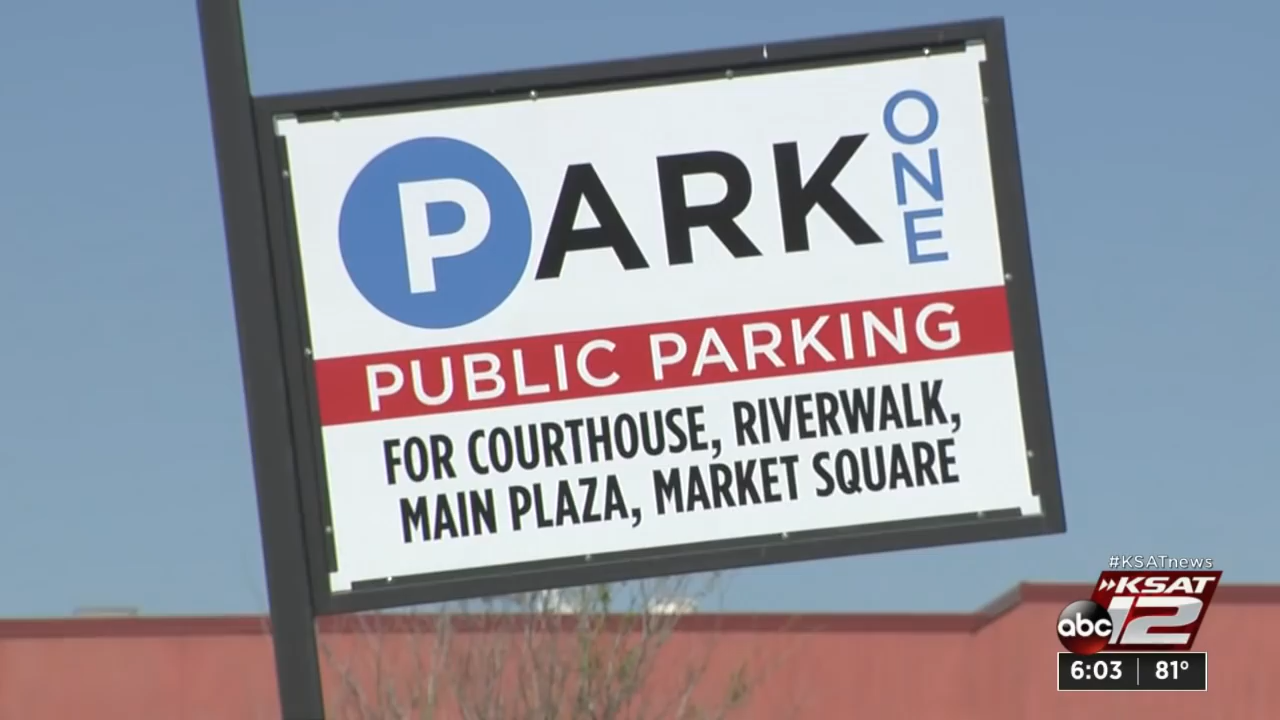 PARK ONE
PUBLIC PARKING
FOR COURTHOUSE, RIVERWALK,
MAIN PLAZA, MARKET SQUARE
#KSATnews
KSAT
abc 12
6:03 81°